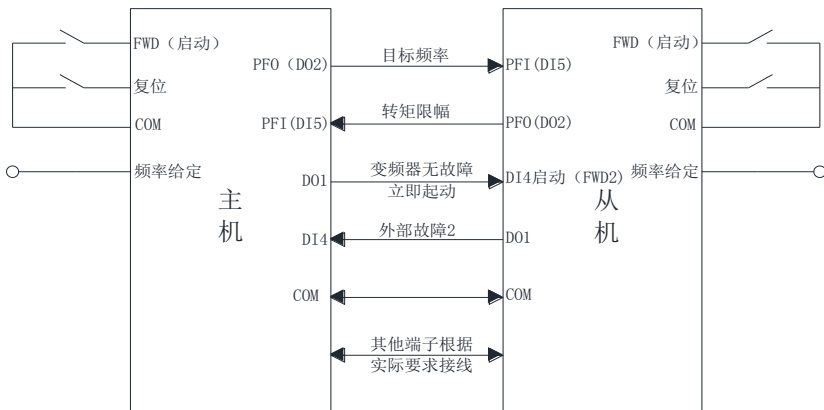 FWD（启动）
复位
COM
频率给定
主机
PFO（DO2）
PFI(DI5)
DO1
DI4
COM
目标频率
转矩限幅
变频器无故障
立即起动
外部故障2
其他端子根据
实际要求接线
PFI(DI5)
PFO(DO2)
DI4启动（FWD2）
DO1
COM
从机
FWD（启动）
复位
COM
频率给定